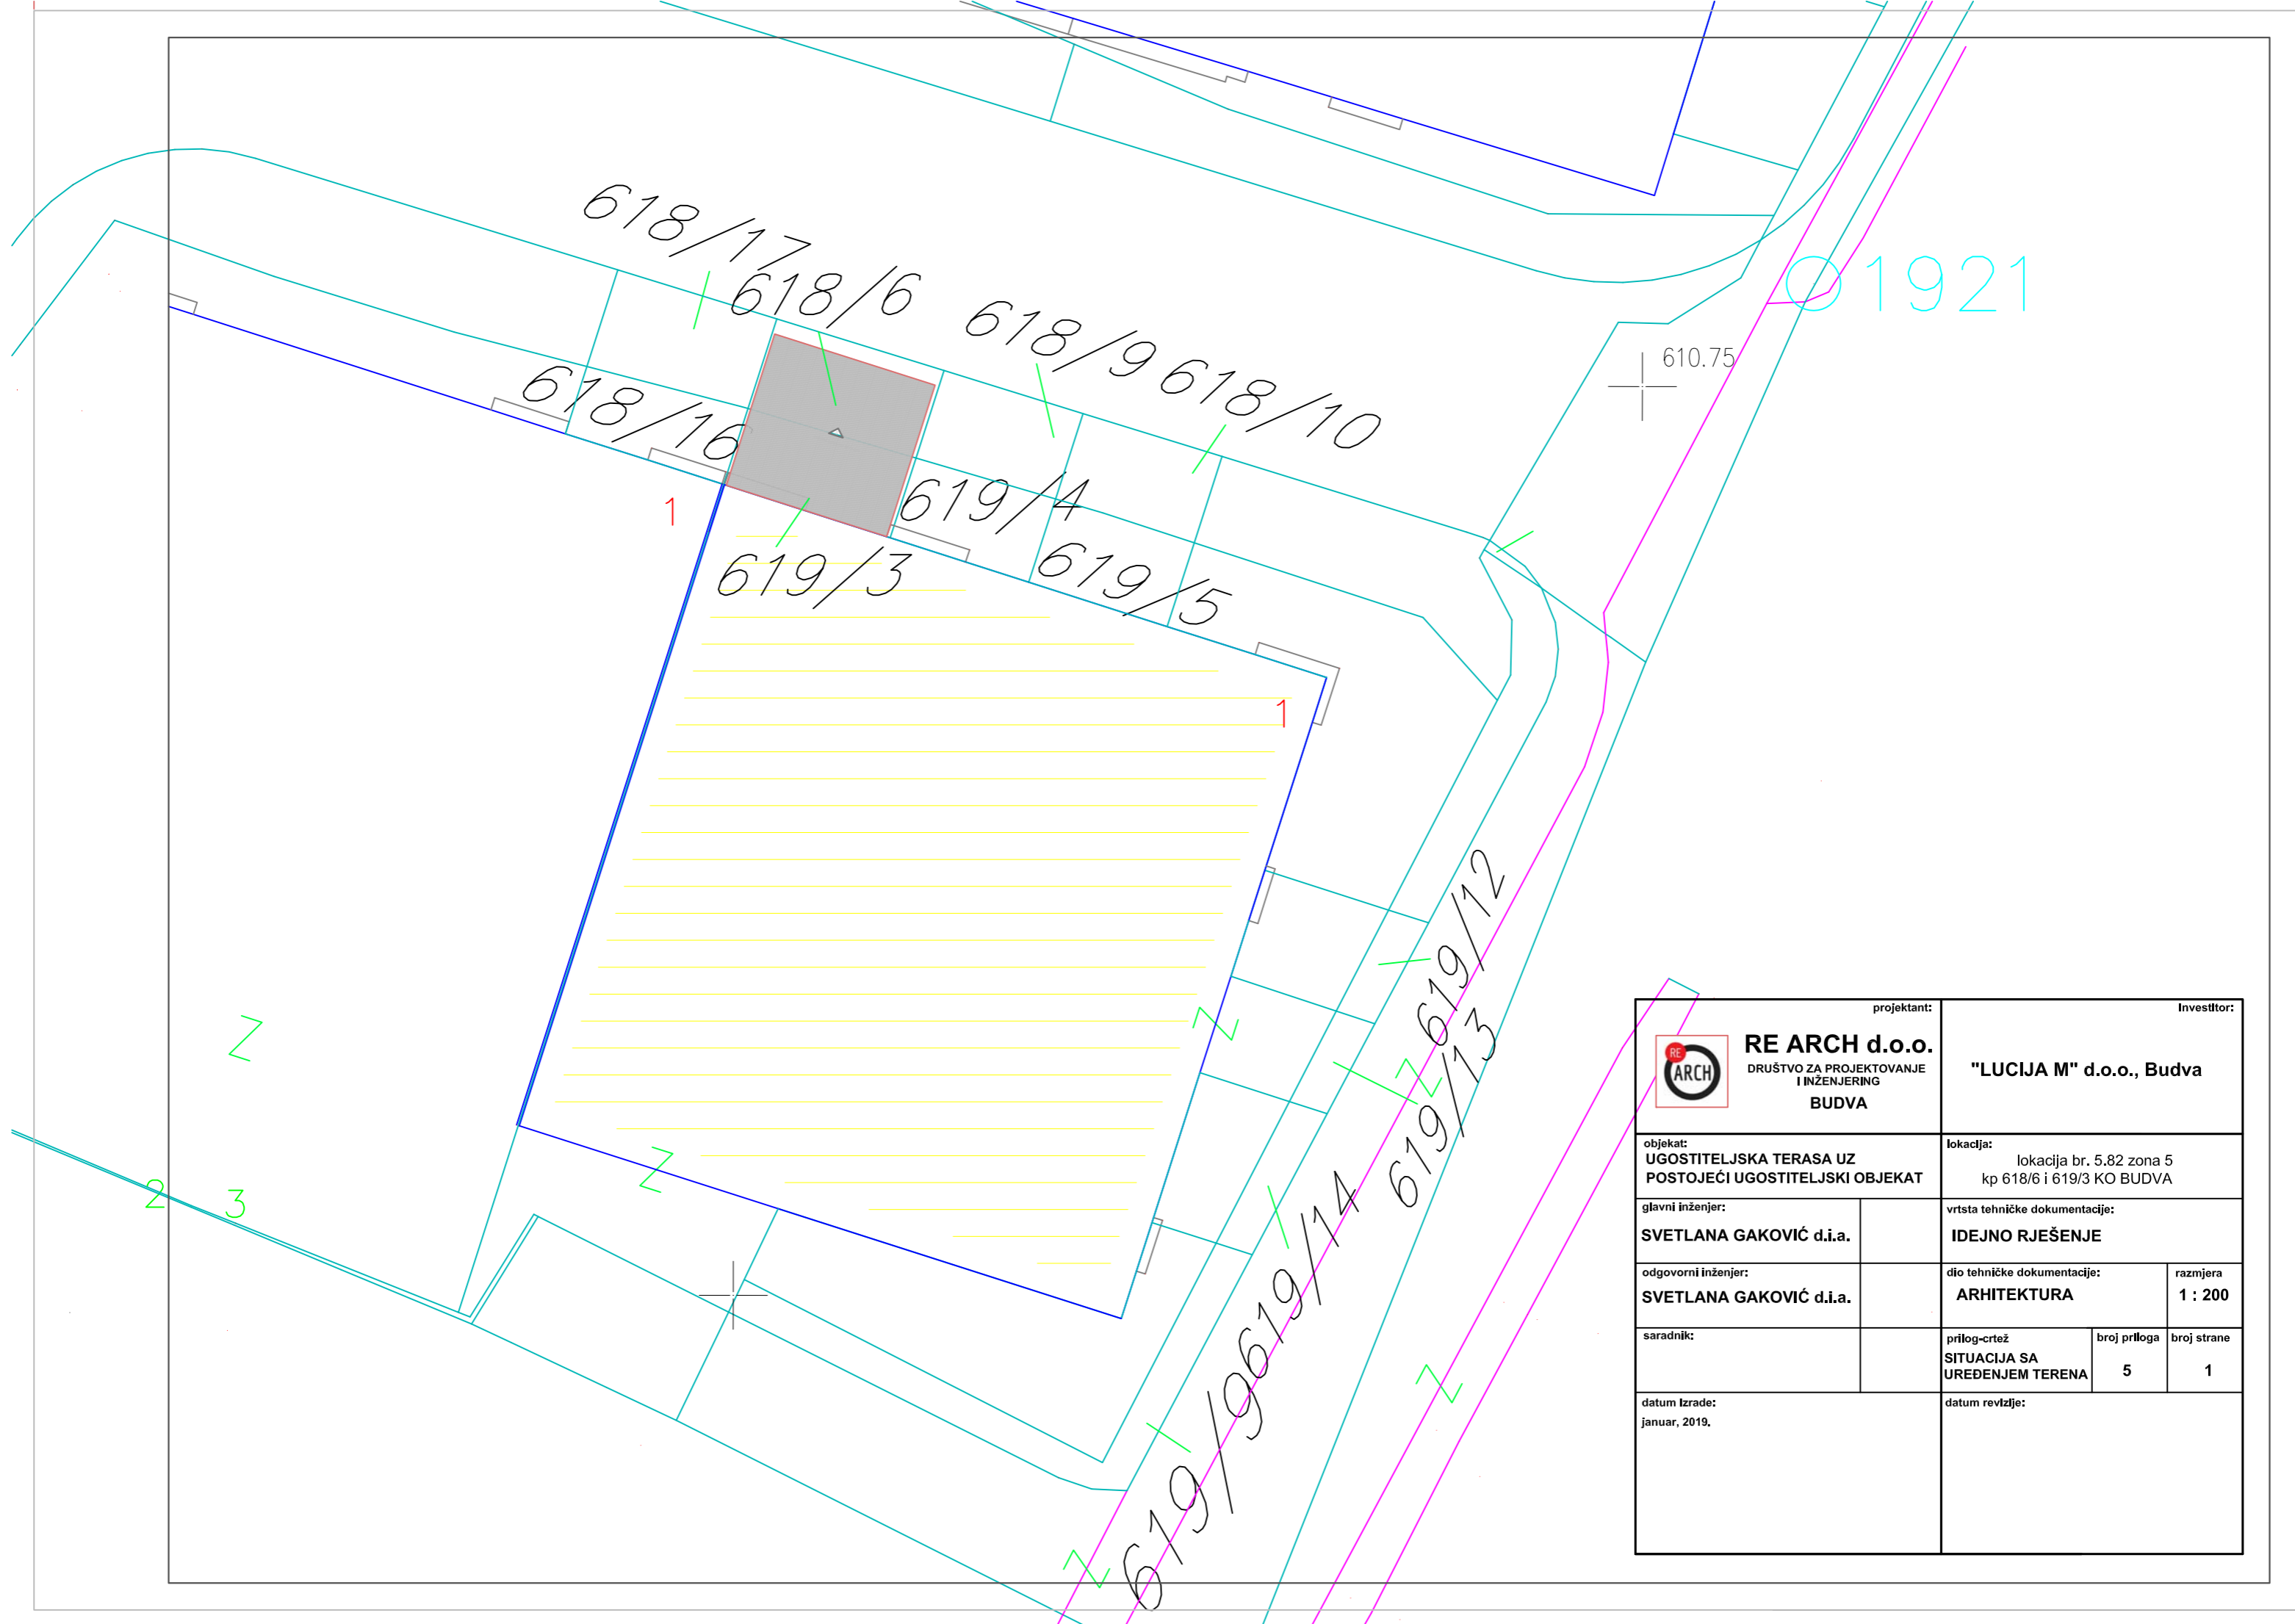 618/17
618/6
618/9
618/10
1921
610.75
618/16
619/4
1
619/3
619/5
1
619/12
619/13
619/14
619/9
Z
Z
Z
Z
Z
Z
2
3
projektant:
RE ARCH
RE ARCH d.o.o.
DRUŠTVO ZA PROJEKTOVANJE
I INŽENJERING
BUDVA
Investitor:
"LUCIJA M" d.o.o., Budva
objekat:
UGOSTITELJSKA TERASA UZ
POSTOJEĆI UGOSTITELJSKI OBJEKAT
lokacija:
lokacija br. 5.82 zona 5
kp 618/6 i 619/3 KO BUDVA
glavni inženjer:
SVETLANA GAKOVIĆ d.i.a.
vrtsta tehničke dokumentacije:
IDEJNO RJEŠENJE
odgovorni inženjer:
SVETLANA GAKOVIĆ d.i.a.
dio tehničke dokumentacije:
ARHITEKTURA
razmjera
1 : 200
saradnik:
prilog-crtež
SITUACIJA SA
UREĐENJEM TERENA
broj priloga
5
broj strane
1
datum izrade:
januar, 2019.
datum revizije: